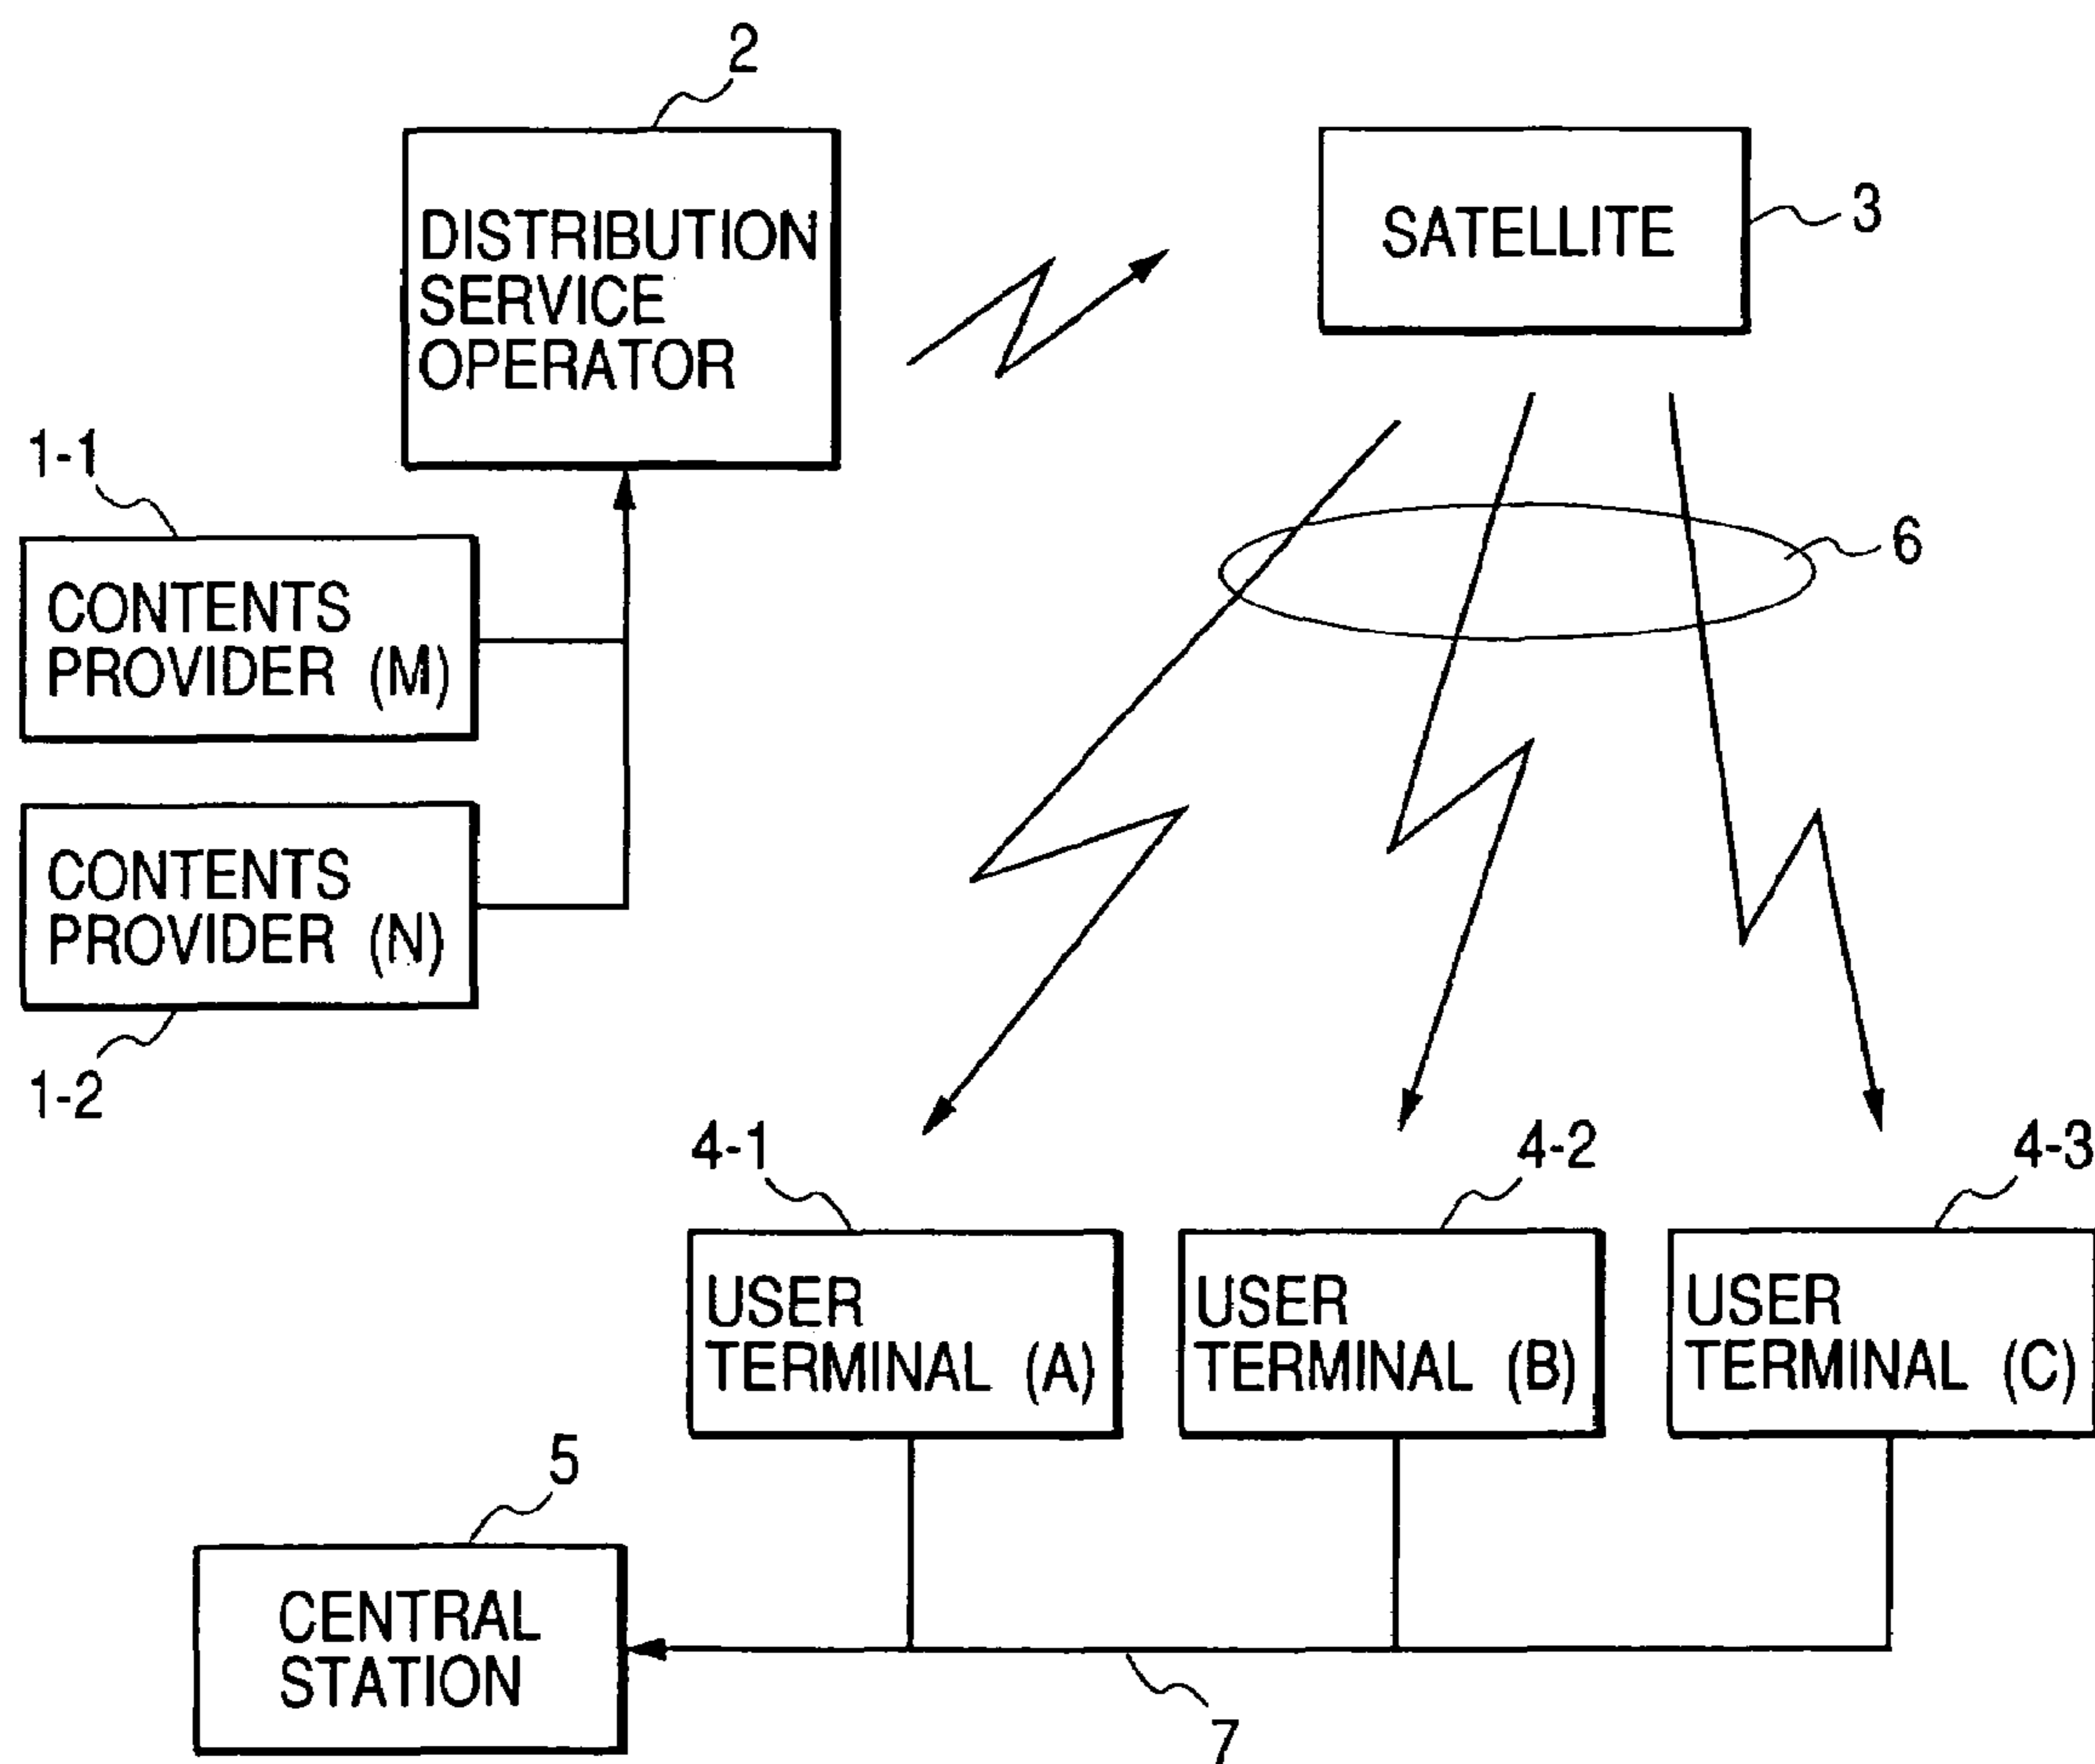 2
DISTRIBUTION
SERVICE
OPERATOR
SATELLITE
3
1-1
CONTENTS
PROVIDER (M)
6
CONTENTS
PROVIDER (N)
1-2
4-1
4-2
4-3
USER
TERMINAL (A)
USER
TERMINAL (B)
USER
TERMINAL (C)
5
CENTRAL
STATION
7